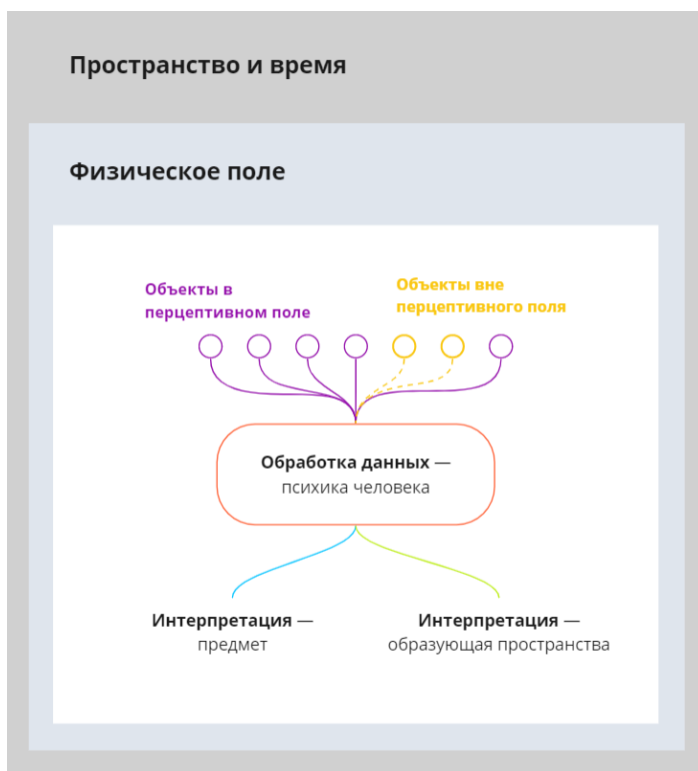 Пространство и время
Физическое поле
Объекты в
перцептивном поле
Объекты вне
перцептивного поля
Обработка данных —
психика человека
Интерпретация —
предмет
Интерпретация —
образующая пространства